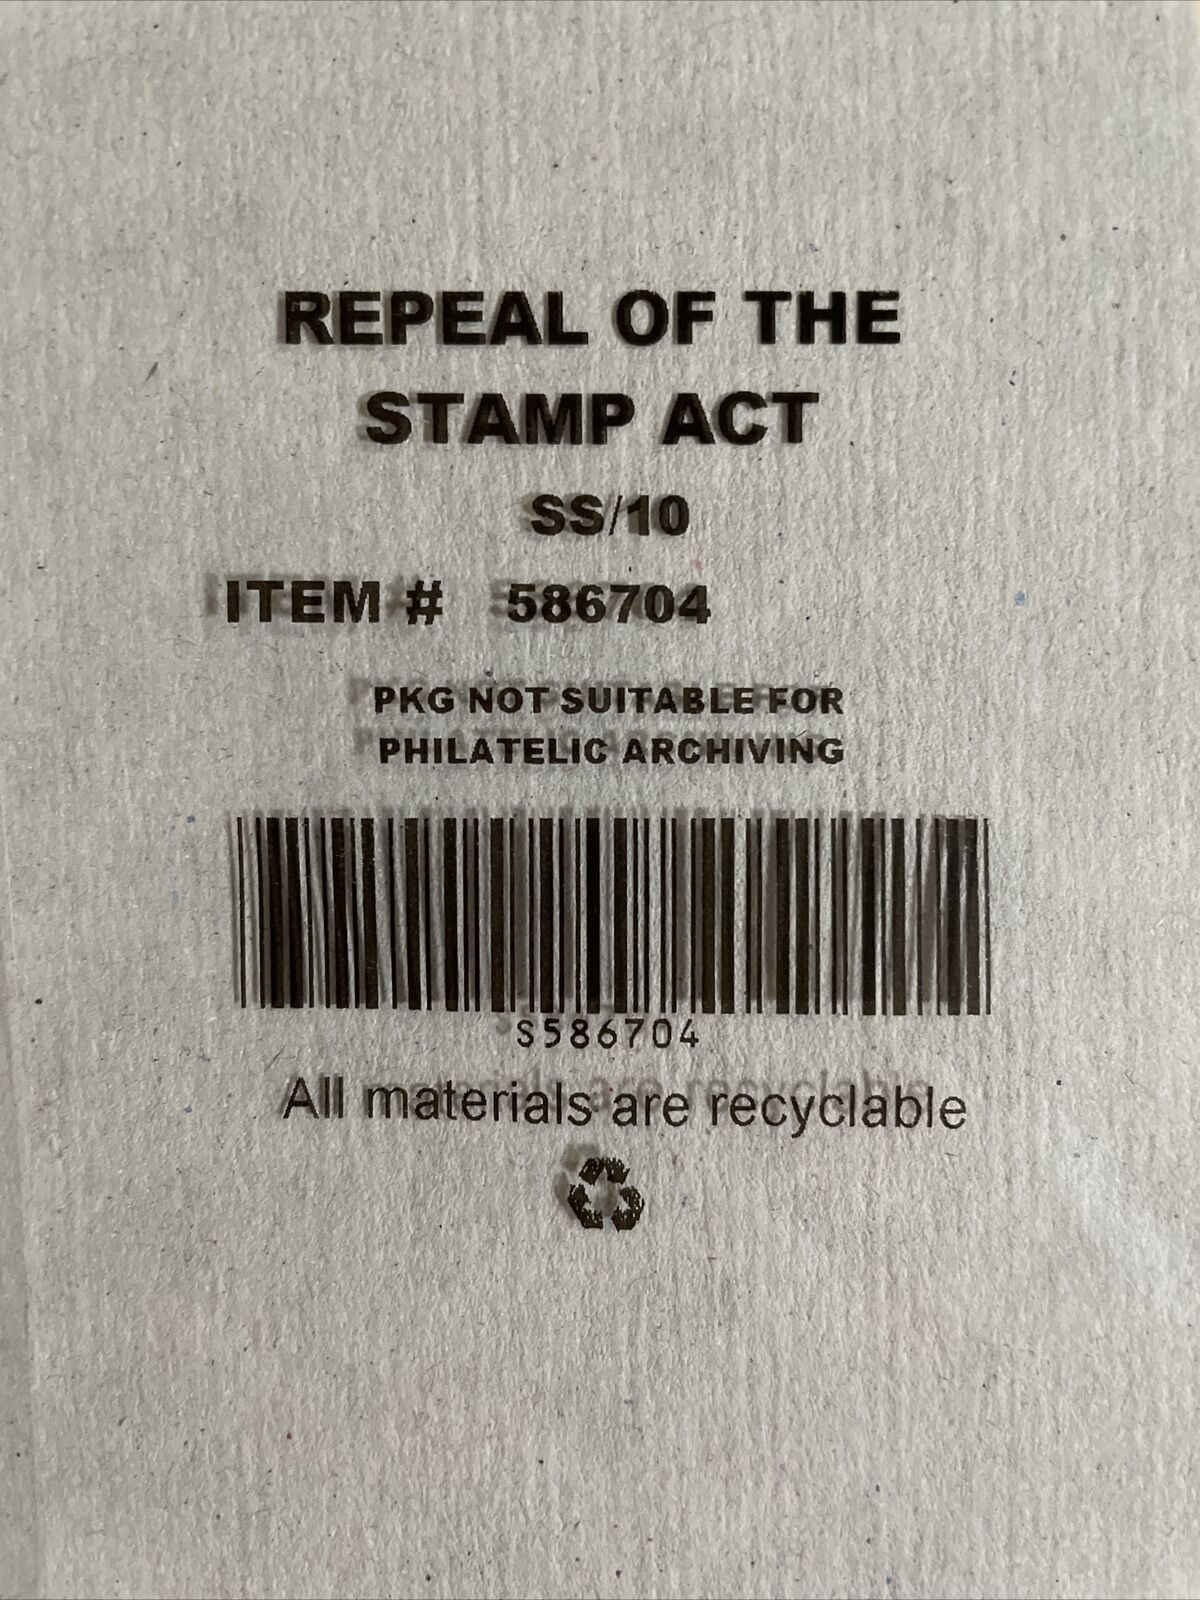 REPEAL OF THE
STAMP ACT
SS/10
ITEM # 586704
PKG NOT SUITABLE FOR
PHILATELIC ARCHIVING
S586704
All materials are recyclable